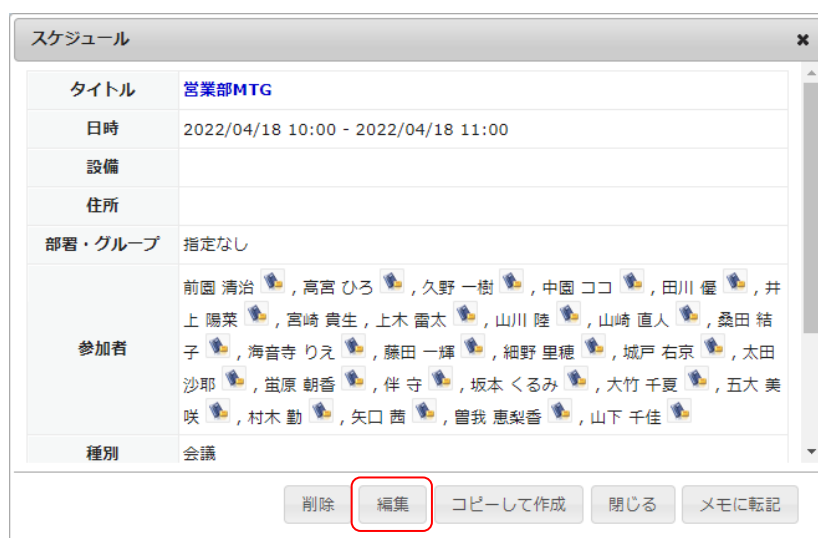 スケジュール
タイトル 営業部MTG
日時 2022/04/18 10:00 - 2022/04/18 11:00
設備
住所
部署・グループ 指定なし
前園 清治 , 高宮 ひろ , 久野 一樹 , 中園 ココ , 田川 優 , 井
上 陽菜 , 宮崎 貴生 , 上木 雷太 , 山川 陸 , 山崎 直人 , 桑田 結
参加者 子 , 海音寺 りえ , 藤田 一輝 , 細野 里穂 , 城戸 右京 , 太田
沙耶 , 蛍原 朝香 , 伴 守 , 坂本 くるみ , 大竹 千夏 , 五大 美
咲 , 村木 勤 , 矢口 茜 , 曽我 恵梨香 , 山下 千佳
種別 会議
削除 編集 コピーして作成 閉じる メモに転記